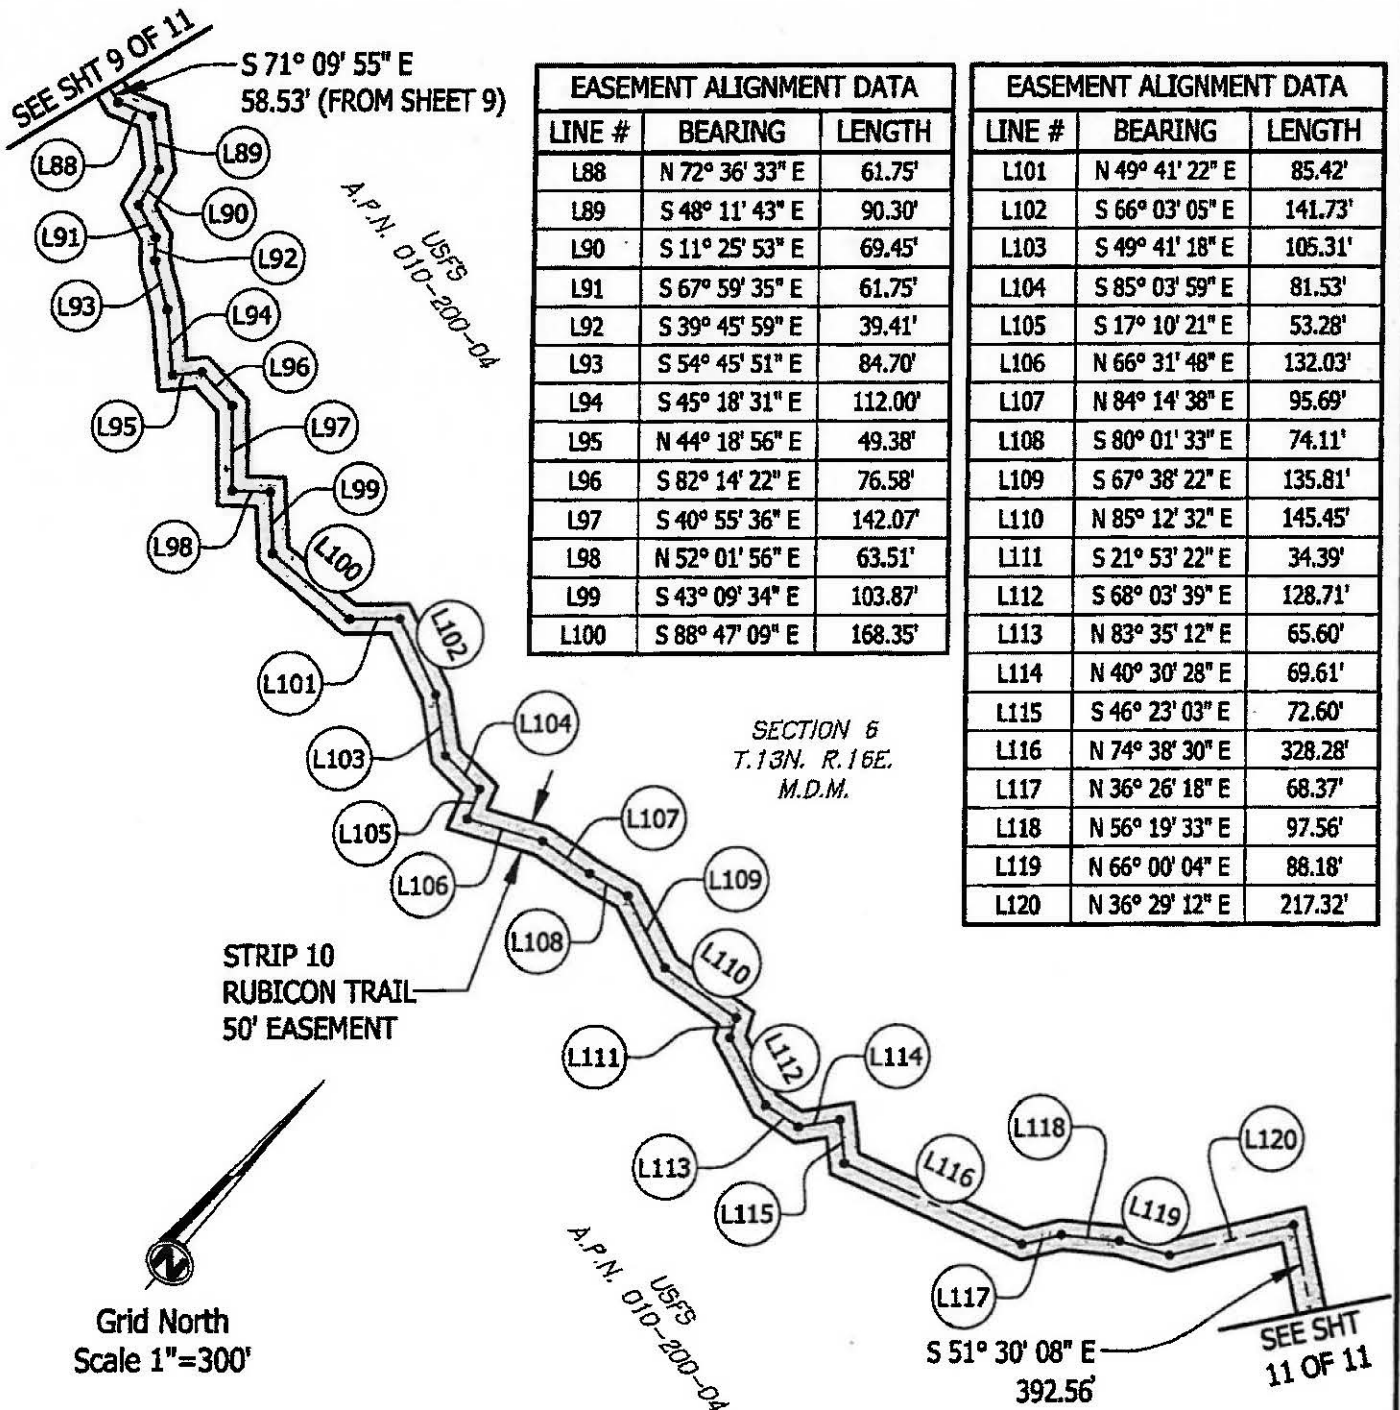 SEE SHT 9 OF 11
S 71° 09' 55" E
58.53' (FROM SHEET 9)
EASEMENT ALIGNMENT DATA
LINE # BEARING LENGTH
L88 N 72° 36' 33" E 61.75'
L89 S 48° 11' 43" E 90.30'
L90 S 11° 25' 53" E 69.45'
L91 S 67° 59' 35" E 61.75'
L92 S 39° 45' 59" E 39.41'
L93 S 54° 45' 51" E 84.70'
L94 S 45° 18' 31" E 112.00'
L95 N 44° 18' 56" E 49.38'
L96 S 82° 14' 22" E 76.58'
L97 S 40° 55' 36" E 142.07'
L98 N 52° 01' 56" E 63.51'
L99 S 43° 09' 34" E 103.87'
L100 S 88° 47' 09" E 168.35'
EASEMENT ALIGNMENT DATA
LINE # BEARING LENGTH
L101 N 49° 41' 22" E 85.42'
L102 S 66° 03' 05" E 141.73'
L103 S 49° 41' 18" E 105.31'
L104 S 85° 03' 59" E 81.53'
L105 S 17° 10' 21" E 53.28'
L106 N 66° 31' 48" E 132.03'
L107 N 84° 14' 38" E 95.69'
L108 S 80° 01' 33" E 74.11'
L109 S 67° 38' 22" E 135.81'
L110 N 85° 12' 32" E 145.45'
L111 S 21° 53' 22" E 34.39'
L112 S 68° 03' 39" E 128.71'
L113 N 83° 35' 12" E 65.60'
L114 N 40° 30' 28" E 69.61'
L115 S 46° 23' 03" E 72.60'
L116 N 74° 38' 30" E 328.28'
L117 N 36° 26' 18" E 68.37'
L118 N 56° 19' 33" E 97.56'
L119 N 66° 00' 04" E 88.18'
L120 N 36° 29' 12" E 217.32'
L88
L89
L90
L91
L92
L93
L94
L96
L95
L97
L99
L98
L100
L102
L101
USFS
A.P.N. 010-200-04
SECTION 6
T.13N. R.16E.
M.D.M.
L104
L103
L105
L107
L106
L109
L108
L110
STRIP 10
RUBICON TRAIL
50' EASEMENT
L111
L112
L114
L113
L115
L116
L118
L119
L120
L117
USFS
A.P.N. 010-200-04
N
Grid North
Scale 1"=300'
S 51° 30' 08" E
392.56'
SEE SHT
11 OF 11